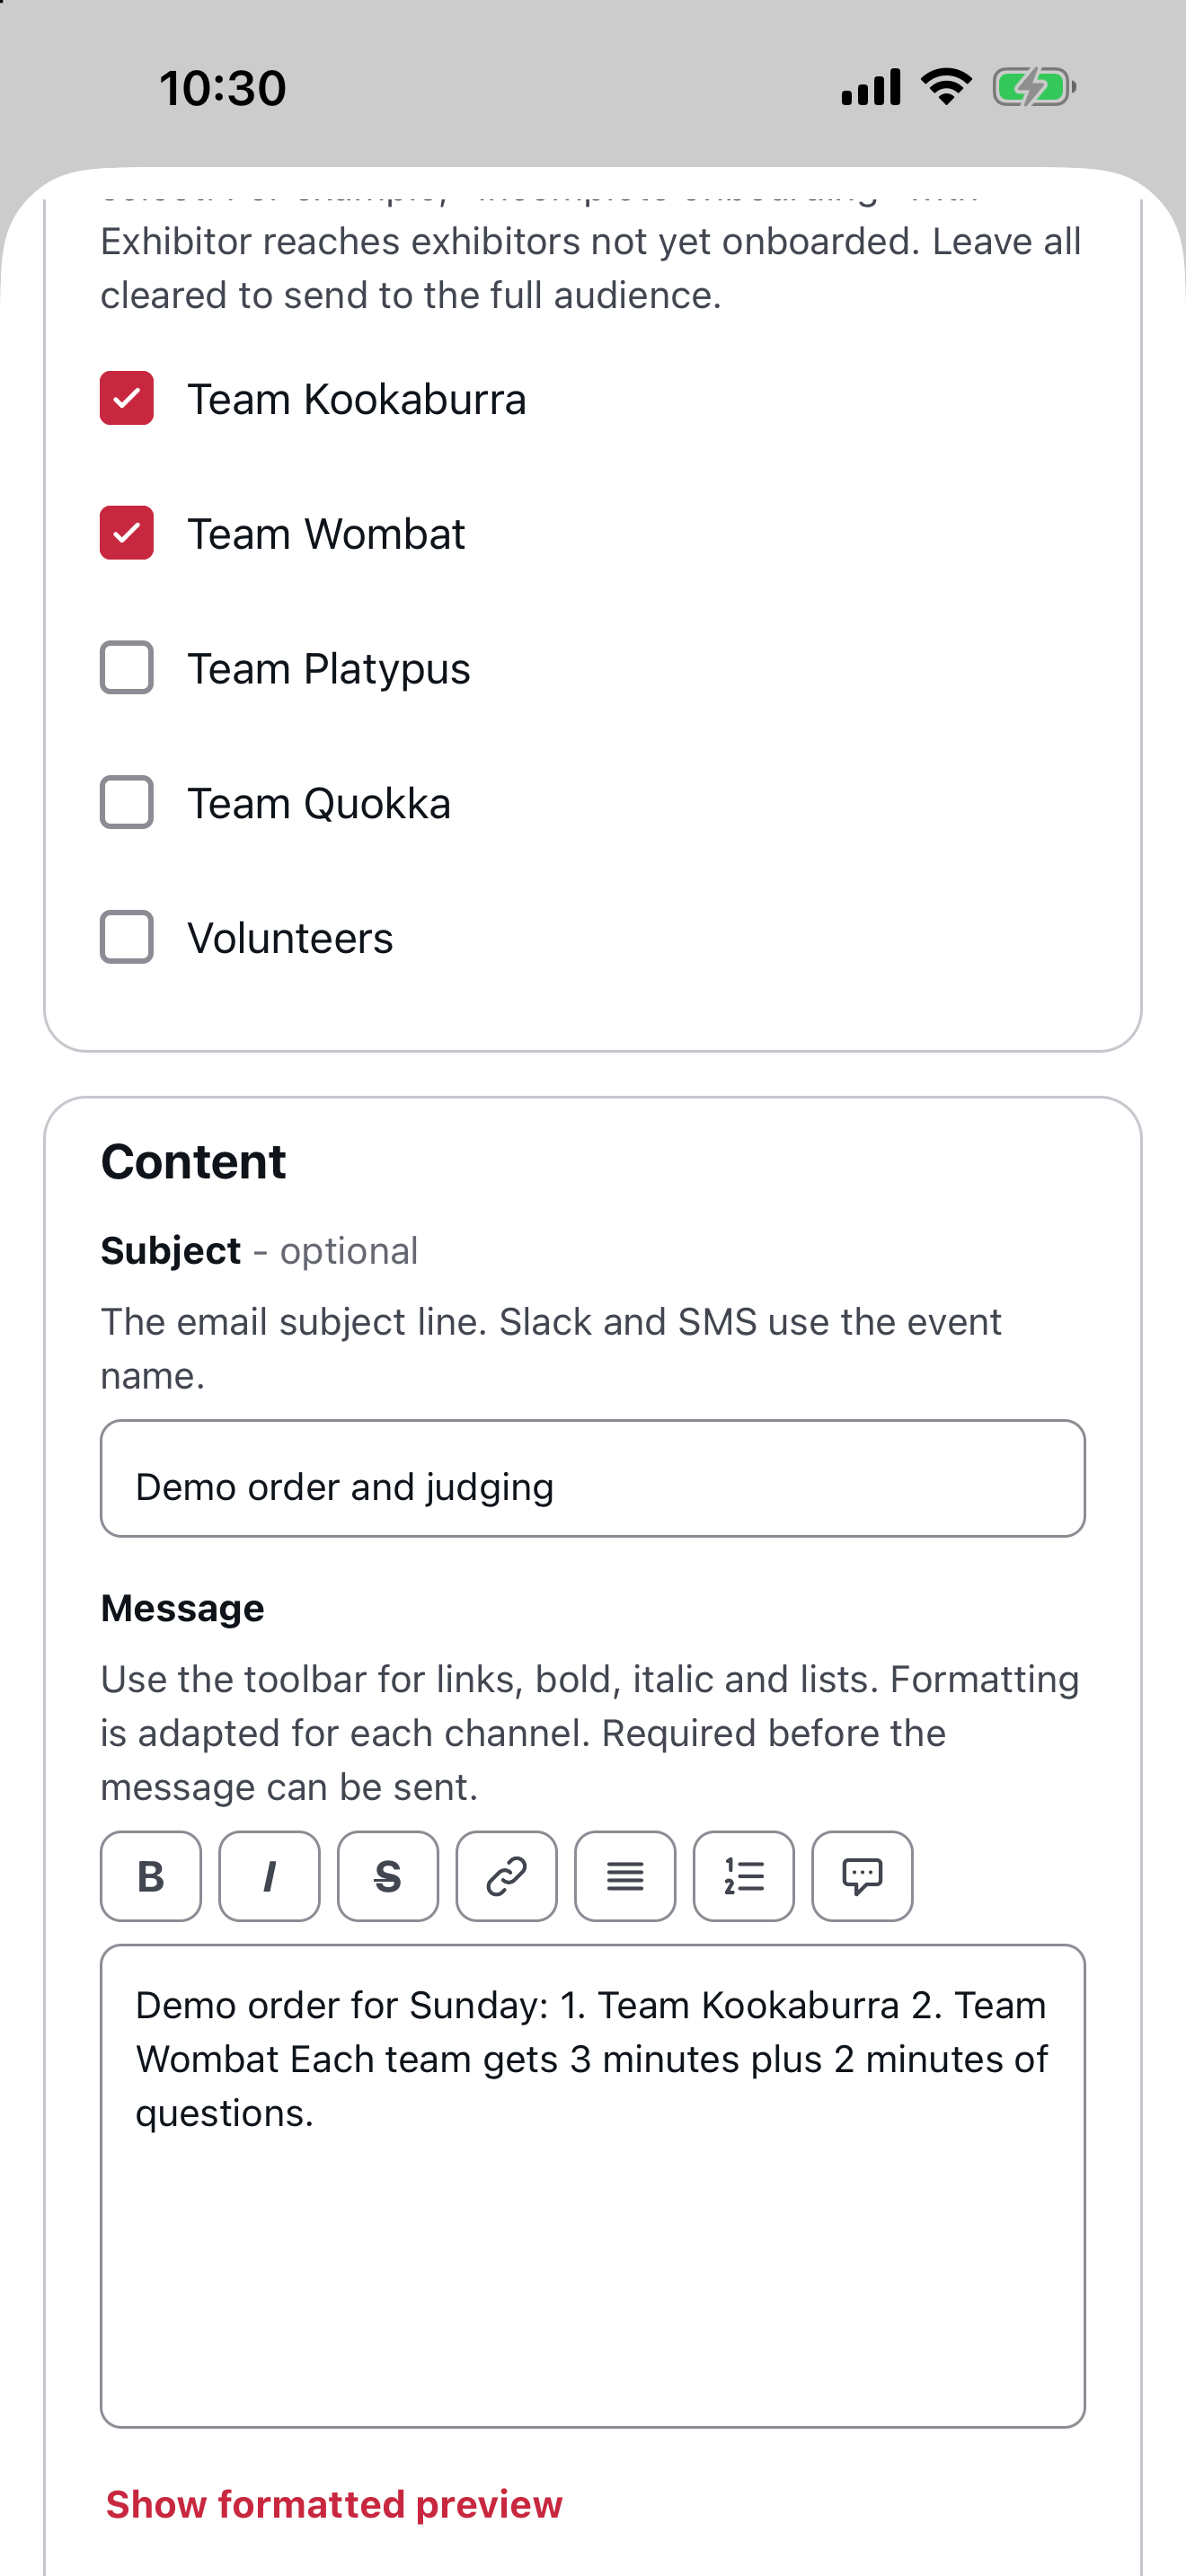 10:30
Exhibitor reaches exhibitors not yet onboarded. Leave all
cleared to send to the full audience.
Team Kookaburra
Team Wombat
Team Platypus
Team Quokka
Volunteers
Content
Subject - optional
The email subject line. Slack and SMS use the event
name.
Demo order and judging
Message
Use the toolbar for links, bold, italic and lists. Formatting
is adapted for each channel. Required before the
message can be sent.
B I S
Demo order for Sunday: 1. Team Kookaburra 2. Team
Wombat Each team gets 3 minutes plus 2 minutes of
questions.
Show formatted preview